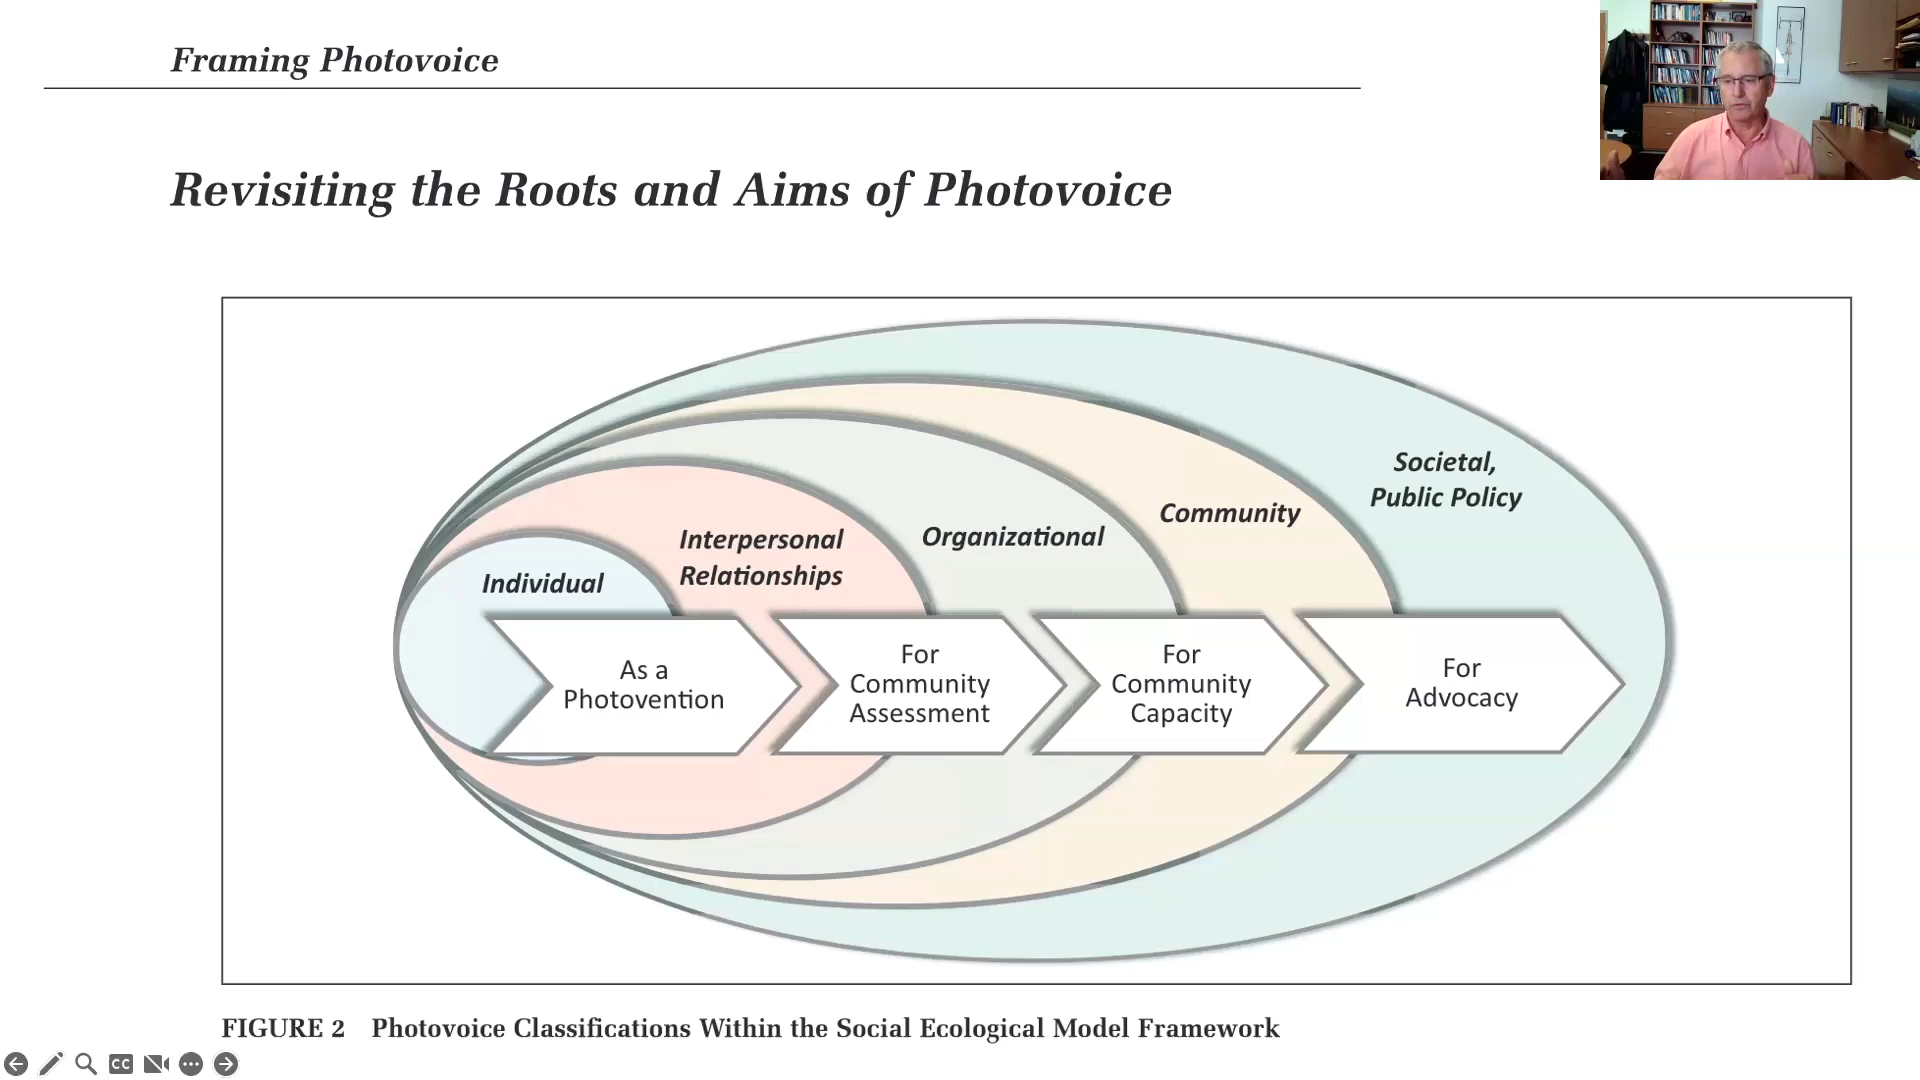 Framing Photovoice
Revisiting the Roots and Aims of Photovoice
Societal,
Public Policy
Community
Organizational
Interpersonal
Relationships
Individual
As a
Photovention
For
Community
Assessment
For
Community
Capacity
For
Advocacy
FIGURE 2 Photovoice Classifications Within the Social Ecological Model Framework
CC